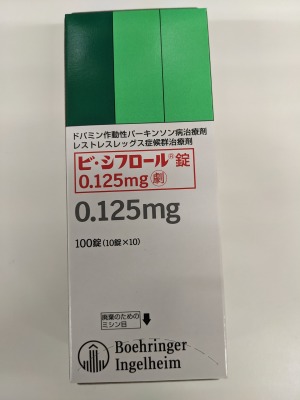 ドパミン作動性パーキンソン病治療剤
レストレスレッグス症候群治療剤
ビ・シフロール®錠
0.125mg 劇
0.125mg
100錠(10錠×10)
廃棄のための
ミシン目
Boehringer
Ingelheim